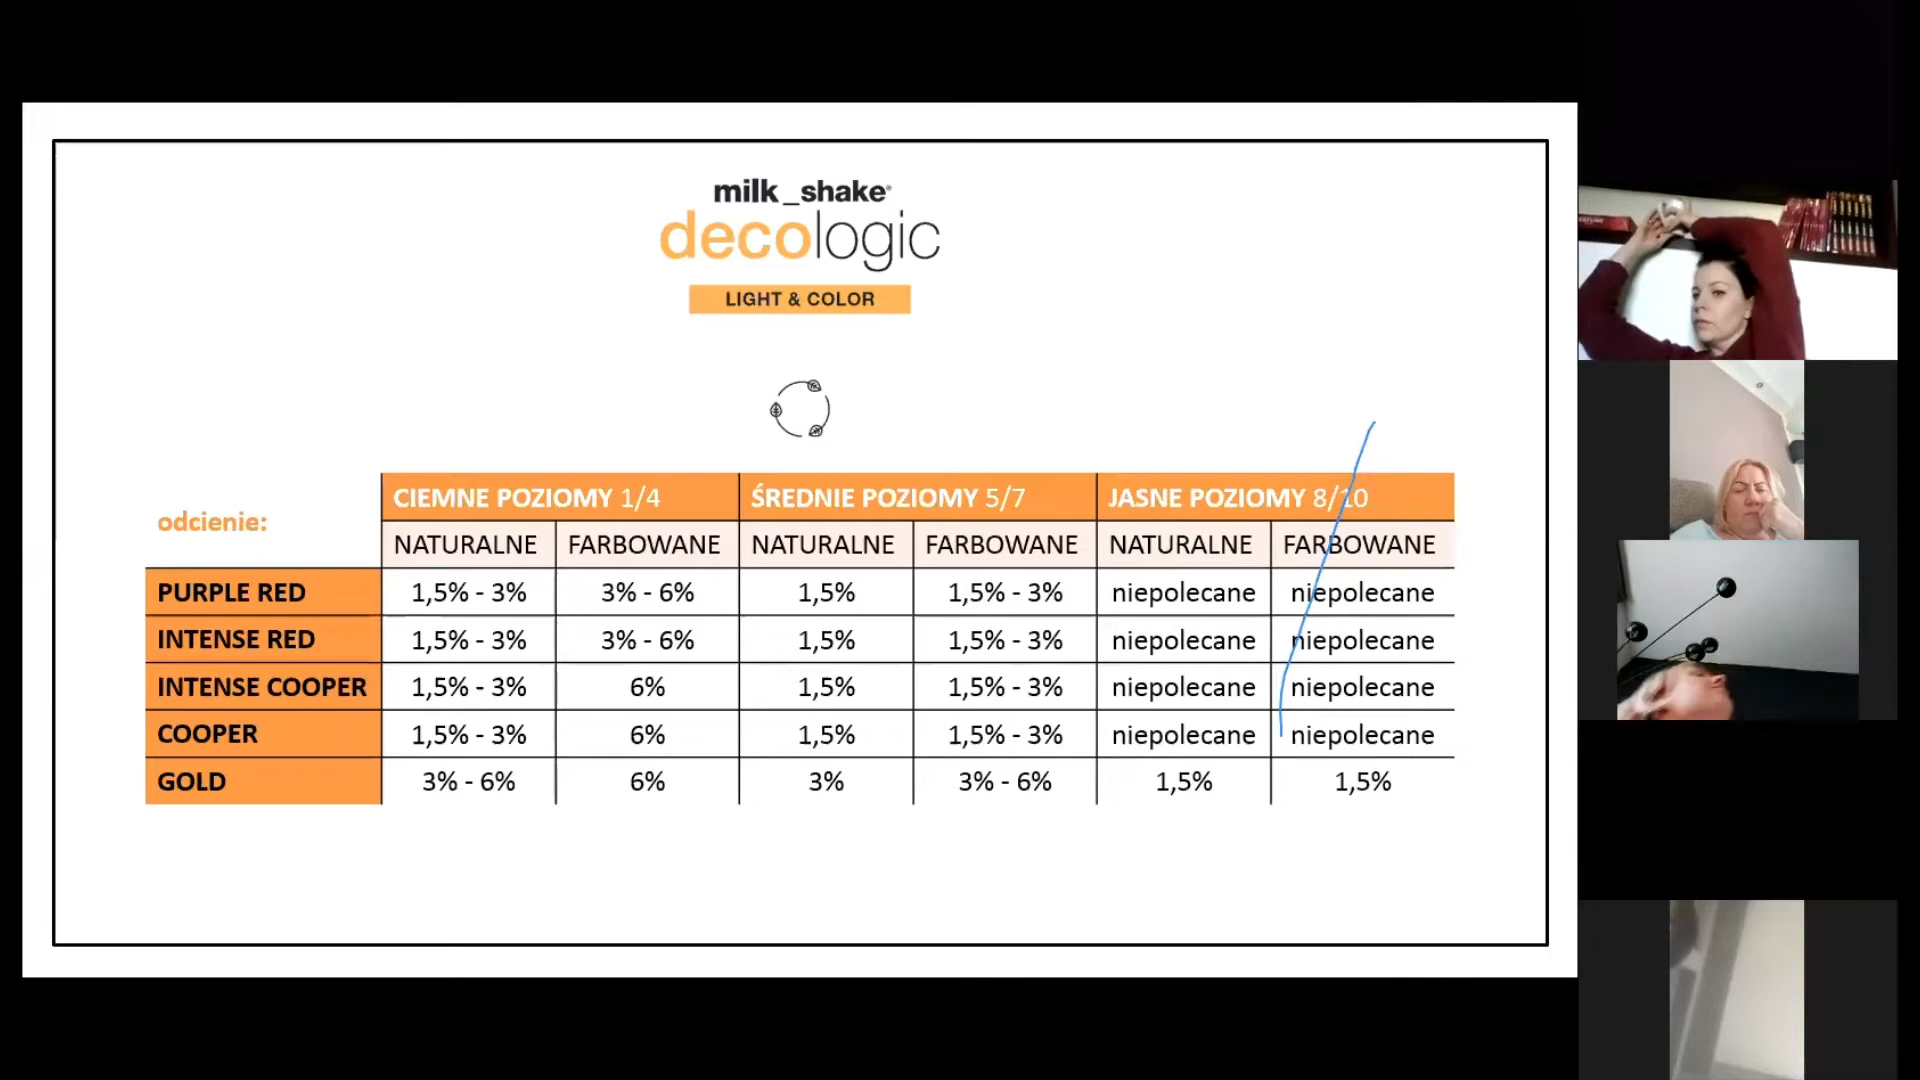 milk_shake®
decologic
LIGHT & COLOR
odcienie:
CIEMNE POZIOMY 1/4 ŚREDNIE POZIOMY 5/7 JASNE POZIOMY 8/10
NATURALNE FARBOWANE NATURALNE FARBOWANE NATURALNE FARBOWANE
PURPLE RED 1,5% - 3% 3% - 6% 1,5% 1,5% - 3% niepolecane niepolecane
INTENSE RED 1,5% - 3% 3% - 6% 1,5% 1,5% - 3% niepolecane niepolecane
INTENSE COOPER 1,5% - 3% 6% 1,5% 1,5% - 3% niepolecane niepolecane
COOPER 1,5% - 3% 6% 1,5% 1,5% - 3% niepolecane niepolecane
GOLD 3% - 6% 6% 3% 3% - 6% 1,5% 1,5%